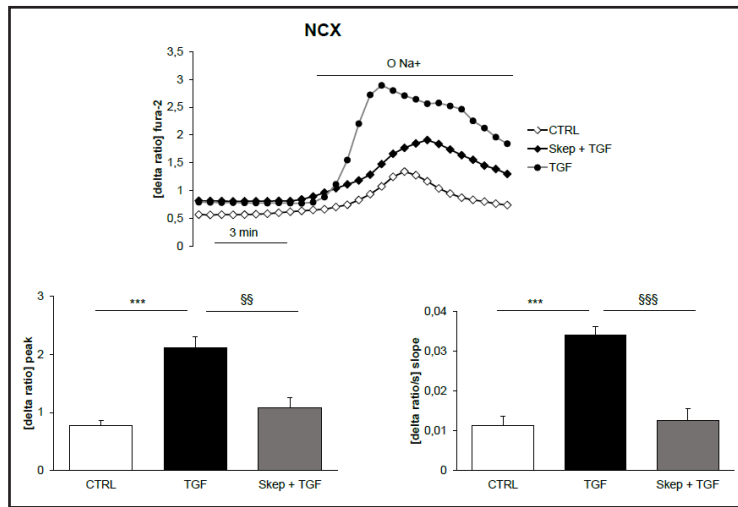 NCX
3,5
O Na+
3
[delta ratio] fura-2
2,5
2
1,5
1
0,5
0
CTRL
Skep + TGF
TGF
3 min
3
***
§§
[delta ratio] peak
2
1
0
CTRL TGF Skep + TGF
0,04
***
§§§
[delta ratio/s] slope
0,03
0,02
0,01
0
CTRL TGF Skep + TGF